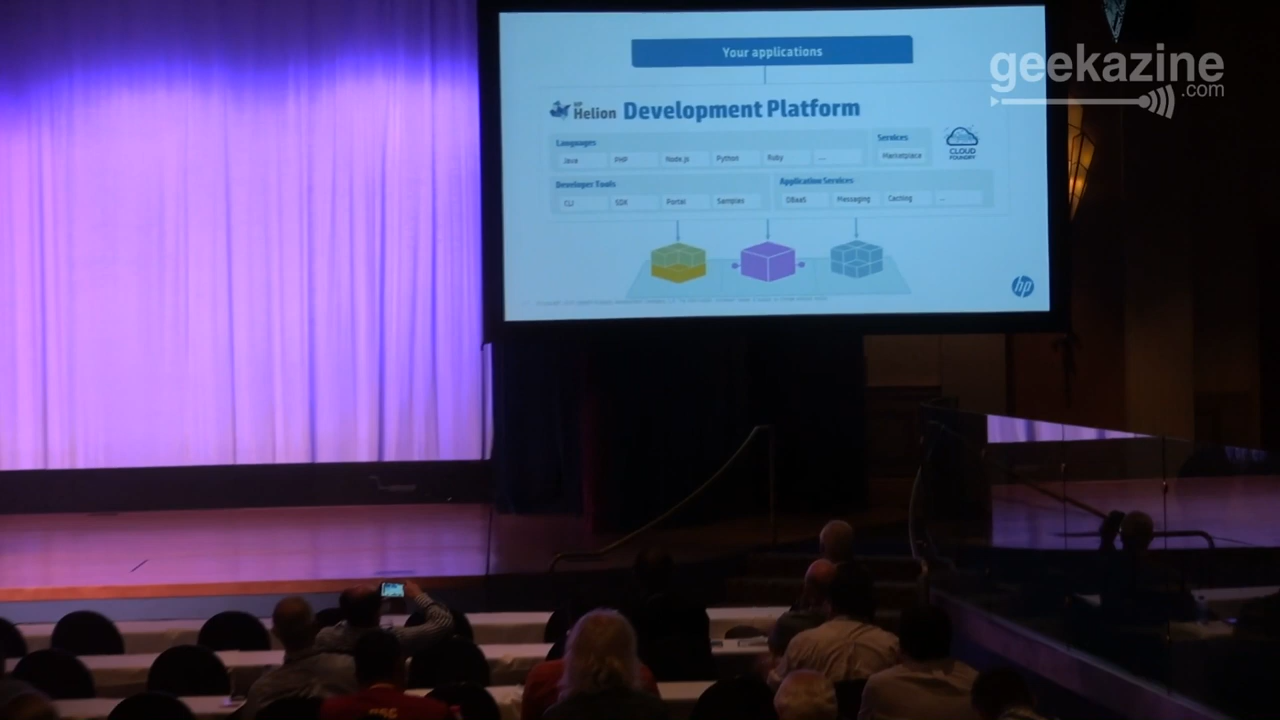 Your applications
geekazine
.com
HP
Helion Development Platform
Languages
Services
CLOUD
FOUNDRY
Java PHP Node.js Python Ruby ....
Marketplace
Developer Tools
Application Services
CLI SDK Portal Samples
DBaaS Messaging Caching ...
hp